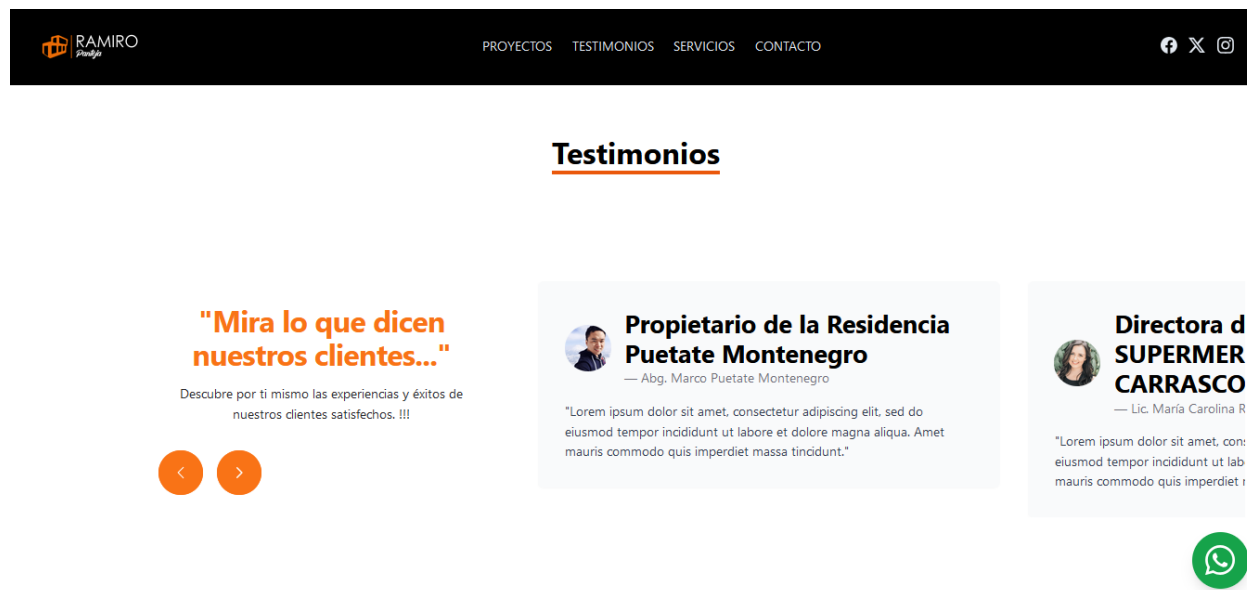 RAMIRO
Pantoja
PROYECTOS TESTIMONIOS SERVICIOS CONTACTO
Testimonios
"Mira lo que dicen
nuestros clientes..."
Descubre por ti mismo las experiencias y éxitos de
nuestros clientes satisfechos. !!!
Propietario de la Residencia
Puetate Montenegro
— Abg. Marco Puetate Montenegro
"Lorem ipsum dolor sit amet, consectetur adipiscing elit, sed do
eiusmod tempor incididunt ut labore et dolore magna aliqua. Amet
mauris commodo quis imperdiet massa tincidunt."
Directora d
SUPERMER
CARRASCO
— Lic. María Carolina R
"Lorem ipsum dolor sit amet, cons
eiusmod tempor incididunt ut lab
mauris commodo quis imperdiet